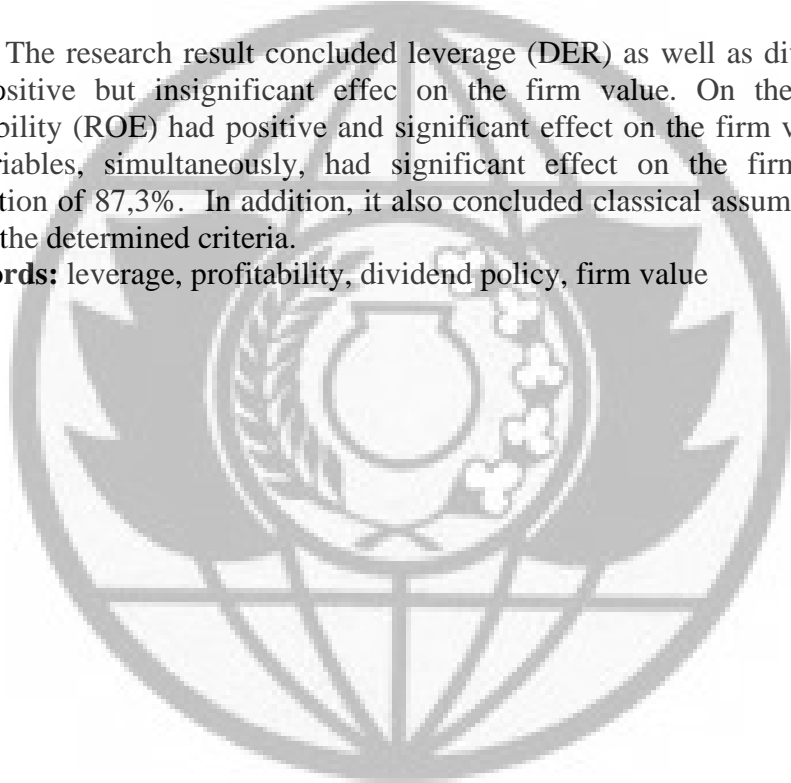 The research result concluded leverage (DER) as well as di
ositive but insignificant effec on the firm value. On the
bility (ROE) had positive and significant effect on the firm v
riables, simultaneously, had significant effect on the firm
tion of 87,3%. In addition, it also concluded classical assum
the determined criteria.
ords: leverage, profitability, dividend policy, firm value